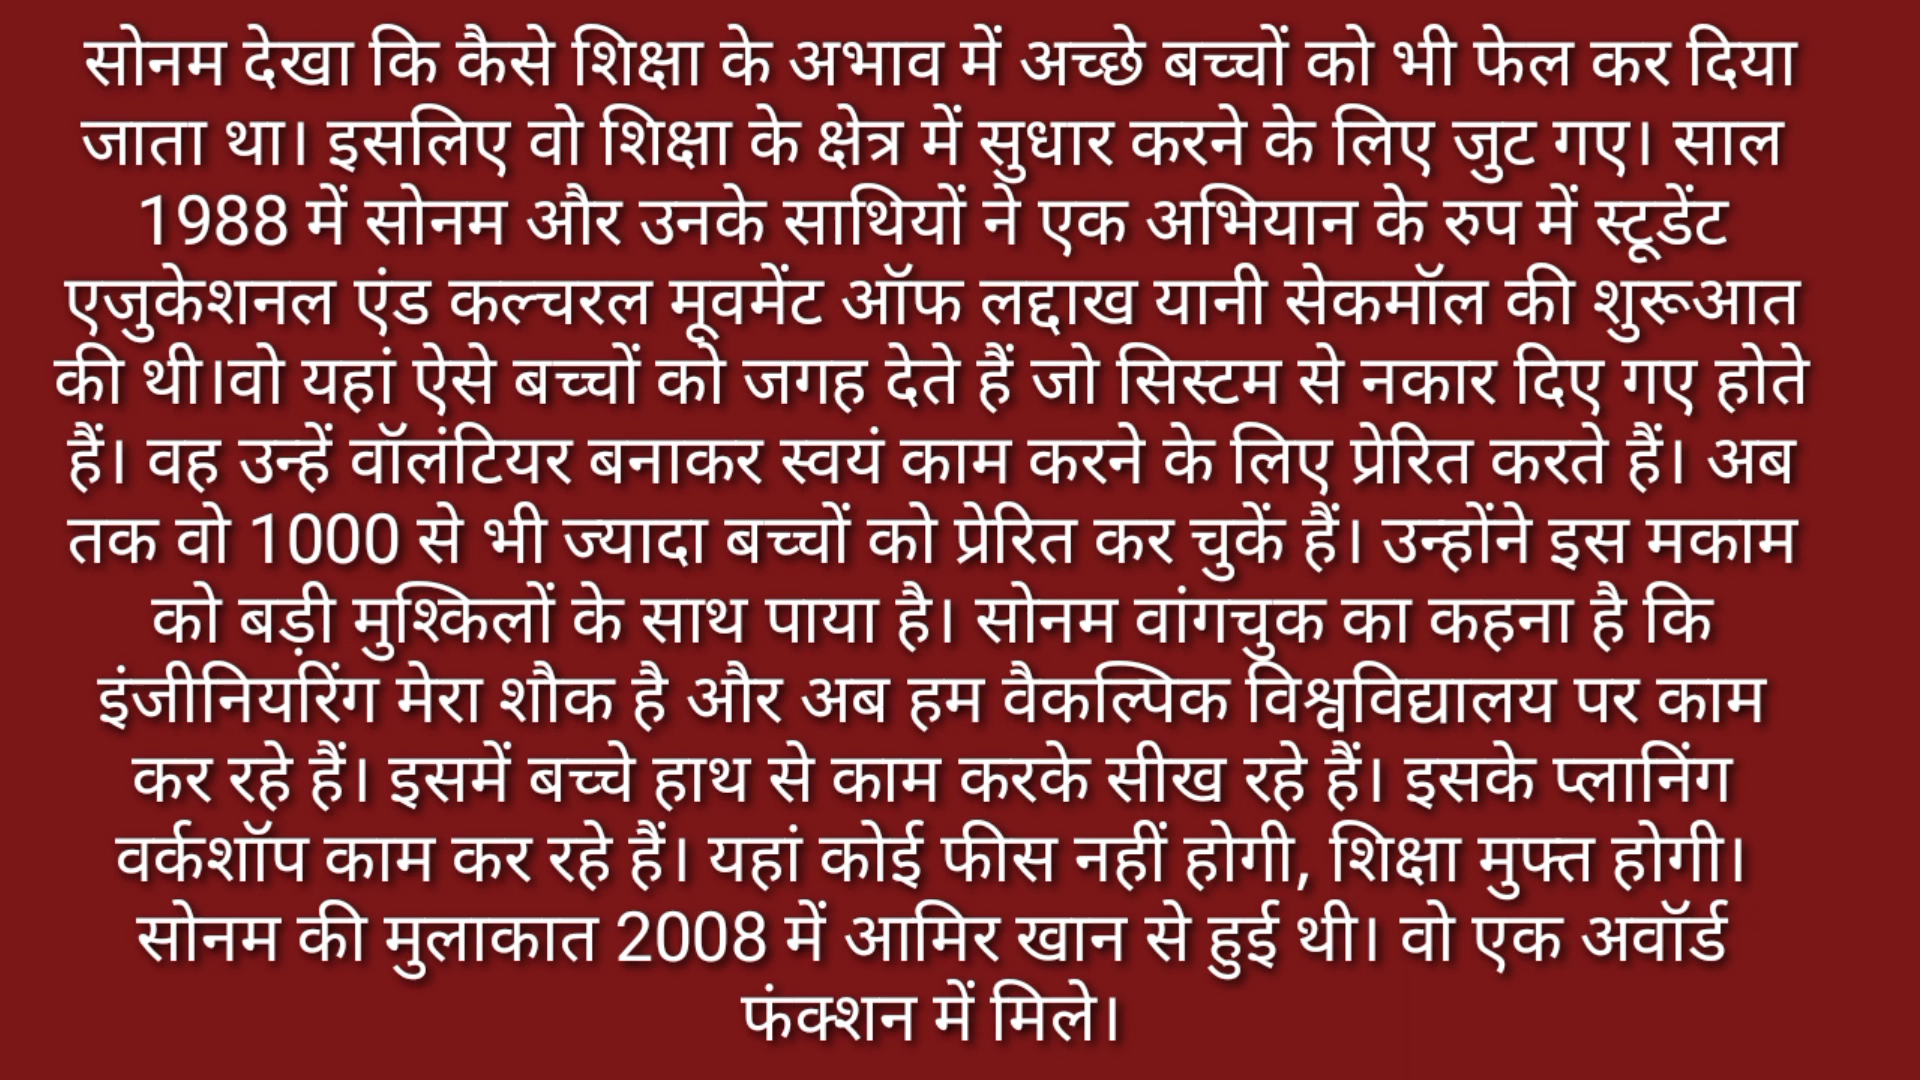 सोनम देखा कि कैसे शिक्षा के अभाव में अच्छे बच्चों को भी फेल कर दिया
जाता था। इसलिए वो शिक्षा के क्षेत्र में सुधार करने के लिए जुट गए। साल
1988 में सोनम और उनके साथियों ने एक अभियान के रुप में स्टूडेंट
एजुकेशनल एंड कल्चरल मूवमेंट ऑफ लद्दाख यानी सेकमॉल की शुरूआत
की थी।वो यहां ऐसे बच्चों को जगह देते हैं जो सिस्टम से नकार दिए गए होते
हैं। वह उन्हें वॉलंटियर बनाकर स्वयं काम करने के लिए प्रेरित करते हैं। अब
तक वो 1000 से भी ज्यादा बच्चों को प्रेरित कर चुकें हैं। उन्होंने इस मकाम
को बड़ी मुश्किलों के साथ पाया है। सोनम वांगचुक का कहना है कि
इंजीनियरिंग मेरा शौक है और अब हम वैकल्पिक विश्वविद्यालय पर काम
कर रहे हैं। इसमें बच्चे हाथ से काम करके सीख रहे हैं। इसके प्लानिंग
वर्कशॉप काम कर रहे हैं। यहां कोई फीस नहीं होगी, शिक्षा मुफ्त होगी।
सोनम की मुलाकात 2008 में आमिर खान से हुई थी। वो एक अवॉर्ड
फंक्शन में मिले।